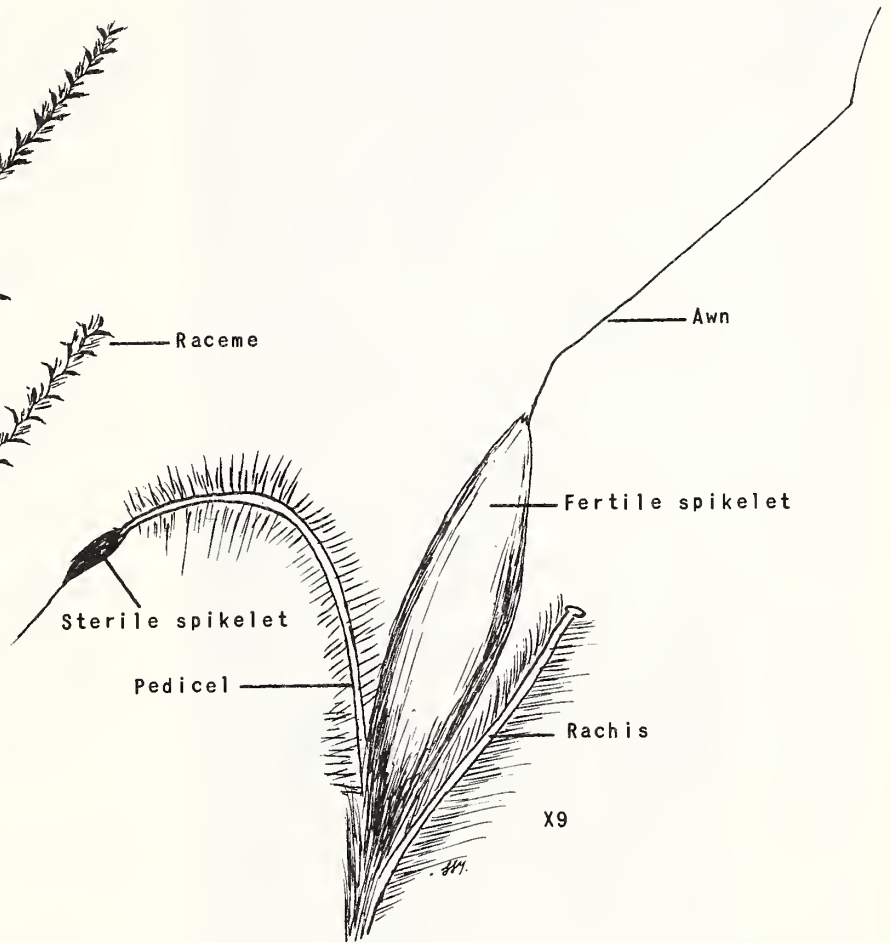 Raceme
Awn
Fertile spikelet
Sterile spikelet
Pedicel
Rachis
X9